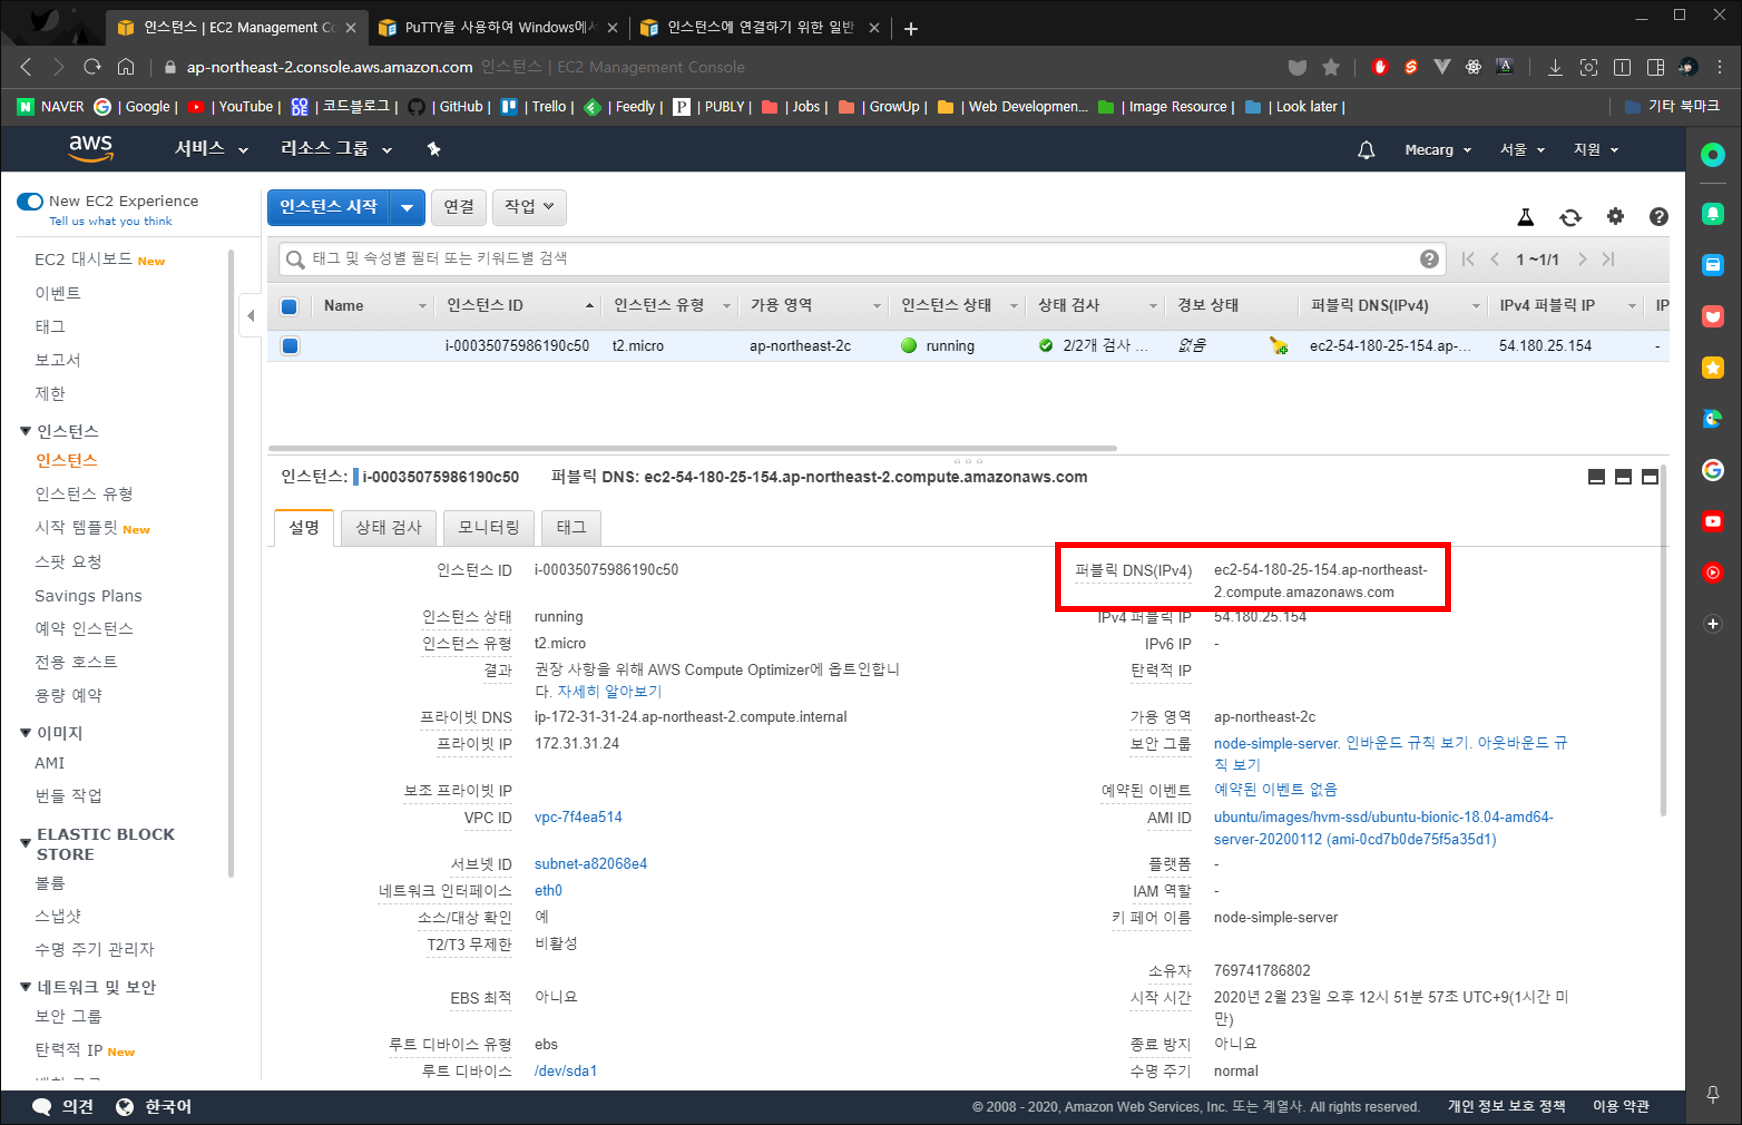 인스턴스 | EC2 Management Co
PuTTY를 사용하여 Windows에서
인스턴스에 연결하기 위한 일반
ap-northeast-2.console.aws.amazon.com 인스턴스 | EC2 Management Console
NAVER | Google | | YouTube | CO DE | 코드블로그 | | GitHub | | Trello | | Feedly | P | PUBLY | | Jobs | | GrowUp | | Web Developmen... | Image Resource | | Look later | 기타 북마크
aws 서비스 리소스 그룹 Mecarg 서울 지원
New EC2 Experience
Tell us what you think
EC2 대시보드 New
이벤트
태그
보고서
제한
인스턴스
인스턴스
인스턴스 유형
시작 템플릿 New
스팟 요청
Savings Plans
예약 인스턴스
전용 호스트
용량 예약
이미지
AMI
번들 작업
ELASTIC BLOCK
STORE
볼륨
스냅샷
수명 주기 관리자
네트워크 및 보안
보안 그룹
탄력적 IP New
인스턴스 시작 연결 작업
태그 및 속성별 필터 또는 키워드별 검색 1 ~1/1
Name 인스턴스 ID 인스턴스 유형 가용 영역 인스턴스 상태 상태 검사 경보 상태 퍼블릭 DNS(IPv4) IPv4 퍼블릭 IP IP
i-00035075986190c50 t2.micro ap-northeast-2c running 2/2개 검사 ... 없음 ec2-54-180-25-154.ap-... 54.180.25.154 -
인스턴스: i-00035075986190c50 퍼블릭 DNS: ec2-54-180-25-154.ap-northeast-2.compute.amazonaws.com
설명 상태 검사 모니터링 태그
인스턴스 ID i-00035075986190c50
인스턴스 상태 running
인스턴스 유형 t2.micro
결과 권장 사항을 위해 AWS Compute Optimizer에 옵트인합니
다. 자세히 알아보기
프라이빗 DNS ip-172-31-31-24.ap-northeast-2.compute.internal
프라이빗 IP 172.31.31.24
보조 프라이빗 IP
VPC ID vpc-7f4ea514
서브넷 ID subnet-a82068e4
네트워크 인터페이스 eth0
소스/대상 확인 예
T2/T3 무제한 비활성
EBS 최적 아니요
루트 디바이스 유형 ebs
루트 디바이스 /dev/sda1
퍼블릭 DNS(IPv4) ec2-54-180-25-154.ap-northeast-
2.compute.amazonaws.com
IPv4 퍼블릭 IP 54.180.25.154
IPv6 IP -
탄력적 IP
가용 영역 ap-northeast-2c
보안 그룹 node-simple-server. 인바운드 규칙 보기. 아웃바운드 규
칙 보기
예약된 이벤트 예약된 이벤트 없음
AMI ID ubuntu/images/hvm-ssd/ubuntu-bionic-18.04-amd64-
server-20200112 (ami-0cd7b0de75f5a35d1)
플랫폼 -
IAM 역할 -
키 페어 이름 node-simple-server
소유자 769741786802
시작 시간 2020년 2월 23일 오후 12시 51분 57초 UTC+9(1시간 미
만)
종료 방지 아니요
수명 주기 normal
의견 한국어 © 2008 - 2020, Amazon Web Services, Inc. 또는 계열사. All rights reserved. 개인 정보 보호 정책 이용 약관